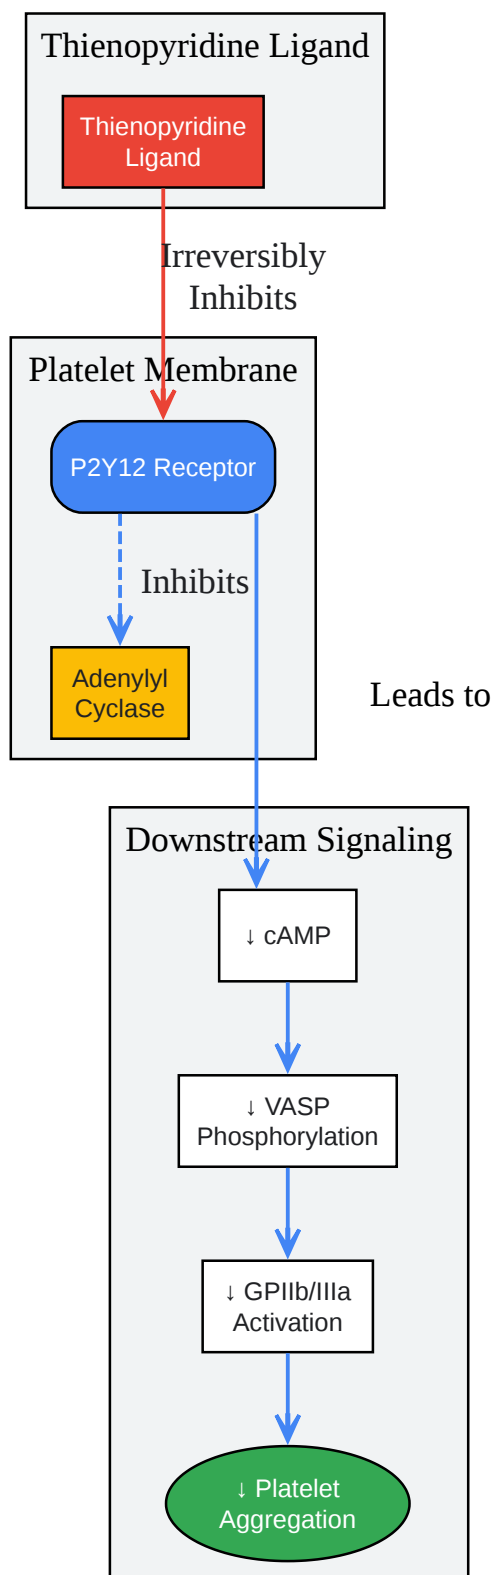 Thienopyridine Ligand
Thienopyridine
Ligand
Irreversibly
Inhibits
Platelet Membrane
P2Y12 Receptor
Inhibits
Adenylyl
Cyclase
Leads to
Downstream Signaling
↓ cAMP
↓ VASP
Phosphorylation
↓ GPIIb/IIIa
Activation
↓ Platelet
Aggregation